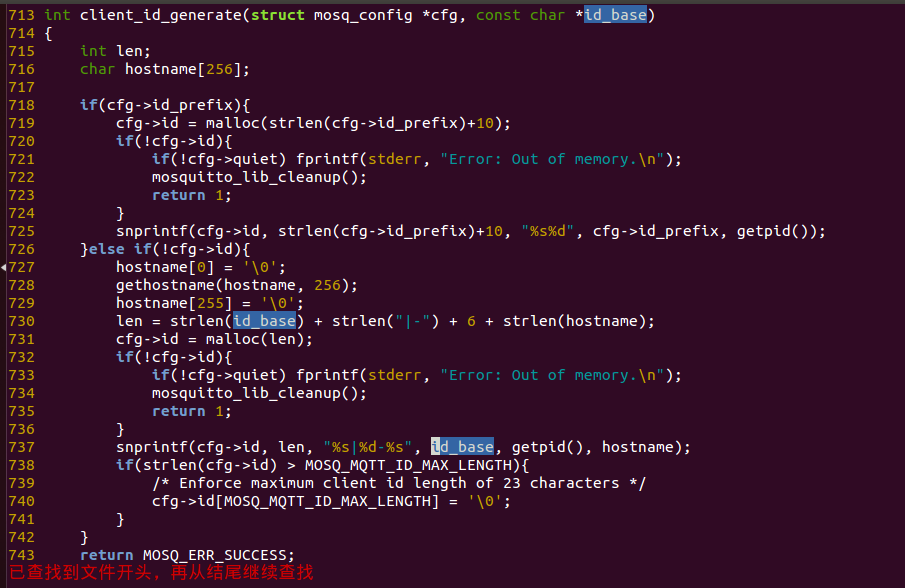 713 int client_id_generate(struct mosq_config *cfg, const char *id_base)
714 {
715     int len;
716     char hostname[256];
717
718     if(cfg->id_prefix){
719         cfg->id = malloc(strlen(cfg->id_prefix)+10);
720         if(!cfg->id){
721             if(!cfg->quiet) fprintf(stderr, "Error: Out of memory.\n");
722             mosquitto_lib_cleanup();
723             return 1;
724         }
725         snprintf(cfg->id, strlen(cfg->id_prefix)+10, "%s%d", cfg->id_prefix, getpid());
726     }else if(!cfg->id){
727         hostname[0] = '\0';
728         gethostname(hostname, 256);
729         hostname[255] = '\0';
730         len = strlen(id_base) + strlen("|-") + 6 + strlen(hostname);
731         cfg->id = malloc(len);
732         if(!cfg->id){
733             if(!cfg->quiet) fprintf(stderr, "Error: Out of memory.\n");
734             mosquitto_lib_cleanup();
735             return 1;
736         }
737         snprintf(cfg->id, len, "%s|%d-%s", id_base, getpid(), hostname);
738         if(strlen(cfg->id) > MOSQ_MQTT_ID_MAX_LENGTH){
739             /* Enforce maximum client id length of 23 characters */
740             cfg->id[MOSQ_MQTT_ID_MAX_LENGTH] = '\0';
741         }
742     }
743     return MOSQ_ERR_SUCCESS;
已查找到文件开头，再从结尾继续查找